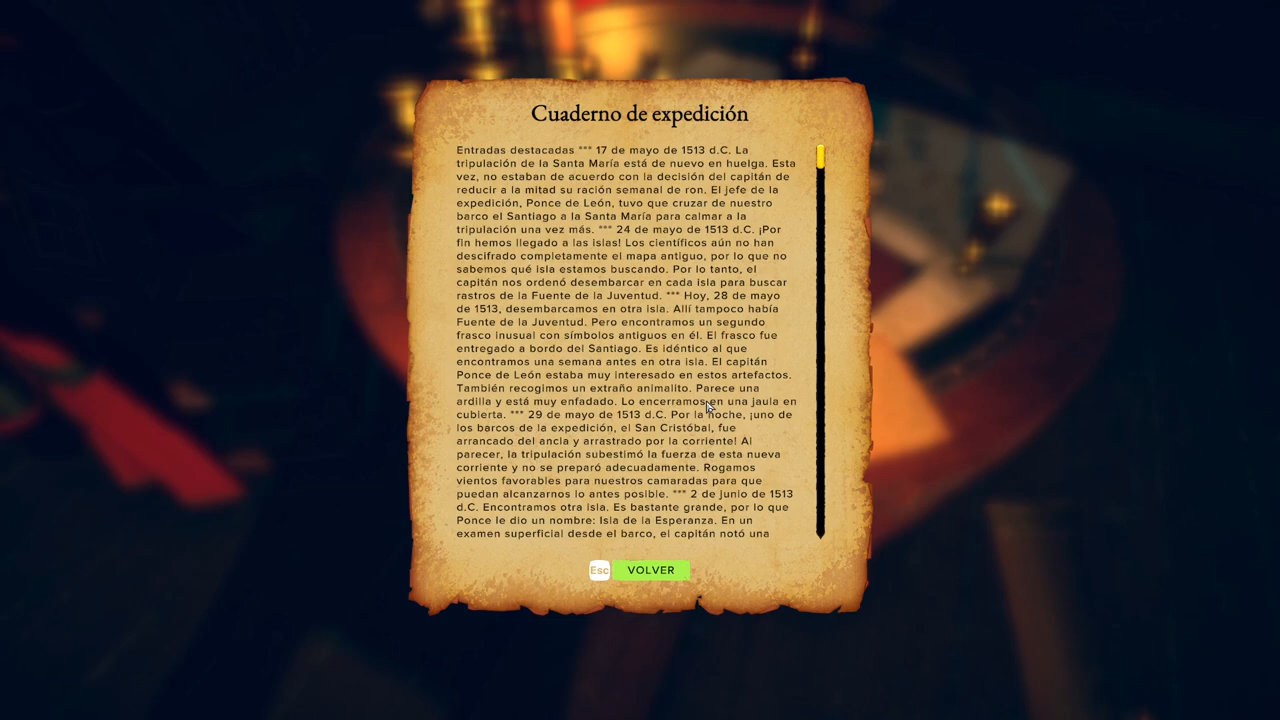 Cuaderno de expedición
Entradas destacadas *** 17 de mayo de 1513 d.C. La
tripulación de la Santa María está de nuevo en huelga. Esta
vez, no estaban de acuerdo con la decisión del capitán de
reducir a la mitad su ración semanal de ron. El jefe de la
expedición, Ponce de León, tuvo que cruzar de nuestro
barco el Santiago a la Santa María para calmar a la
tripulación una vez más. *** 24 de mayo de 1513 d.C. ¡Por
fin hemos llegado a las islas! Los científicos aún no han
descifrado completamente el mapa antiguo, por lo que no
sabemos qué isla estamos buscando. Por lo tanto, el
capitán nos ordenó desembarcar en cada isla para buscar
rastros de la Fuente de la Juventud. *** Hoy, 28 de mayo
de 1513, desembarcamos en otra isla. Allí tampoco había
Fuente de la Juventud. Pero encontramos un segundo
frasco inusual con símbolos antiguos en él. El frasco fue
entregado a bordo del Santiago. Es idéntico al que
encontramos una semana antes en otra isla. El capitán
Ponce de León estaba muy interesado en estos artefactos.
También recogimos un extraño animalito. Parece una
ardilla y está muy enfadado. Lo encerramos en una jaula en
cubierta. *** 29 de mayo de 1513 d.C. Por la noche, ¡uno de
los barcos de la expedición, el San Cristóbal, fue
arrancado del ancla y arrastrado por la corriente! Al
parecer, la tripulación subestimó la fuerza de esta nueva
corriente y no se preparó adecuadamente. Rogamos
vientos favorables para nuestros camaradas para que
puedan alcanzarnos lo antes posible. *** 2 de junio de 1513
d.C. Encontramos otra isla. Es bastante grande, por lo que
Ponce le dio un nombre: Isla de la Esperanza. En un
examen superficial desde el barco, el capitán notó una
Esc VOLVER